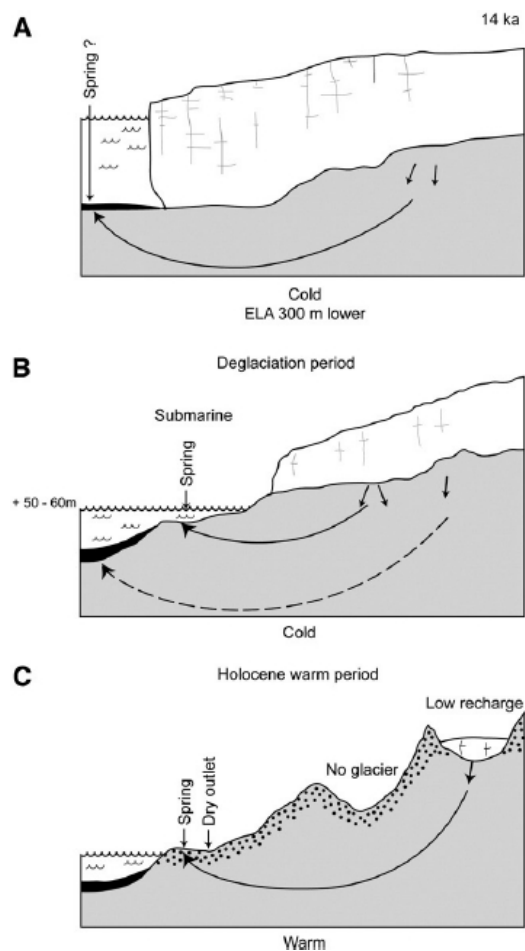 A
14 ka
Spring ?
Cold
ELA 300 m lower
B
Deglaciation period
Submarine
Spring
+ 50 - 60m
Cold
C
Holocene warm period
Low recharge
No glacier
Spring
Dry outlet
Warm